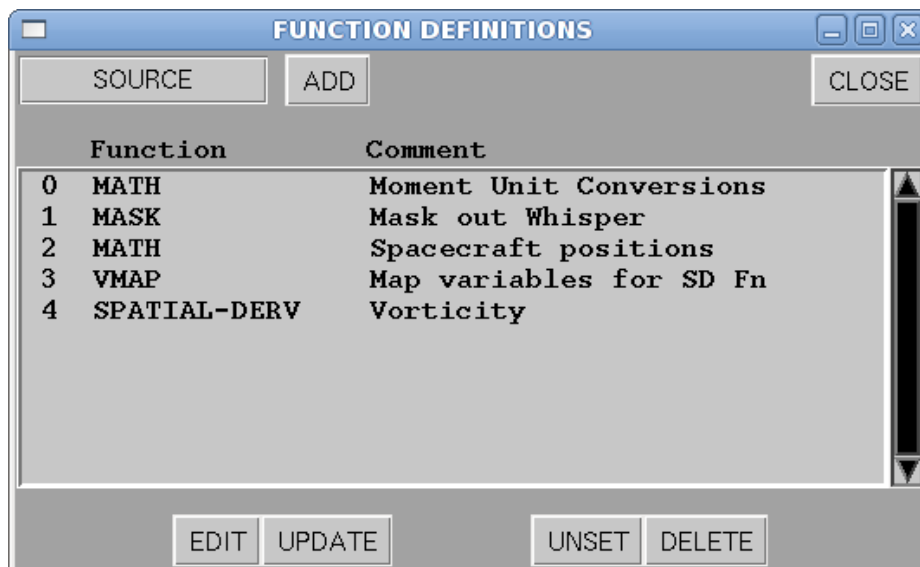 FUNCTION DEFINITIONS
SOURCE ADD CLOSE
Function Comment
0 MATH Moment Unit Conversions
1 MASK Mask out Whisper
2 MATH Spacecraft positions
3 VMAP Map variables for SD Fn
4 SPATIAL-DERV Vorticity
EDIT UPDATE UNSET DELETE